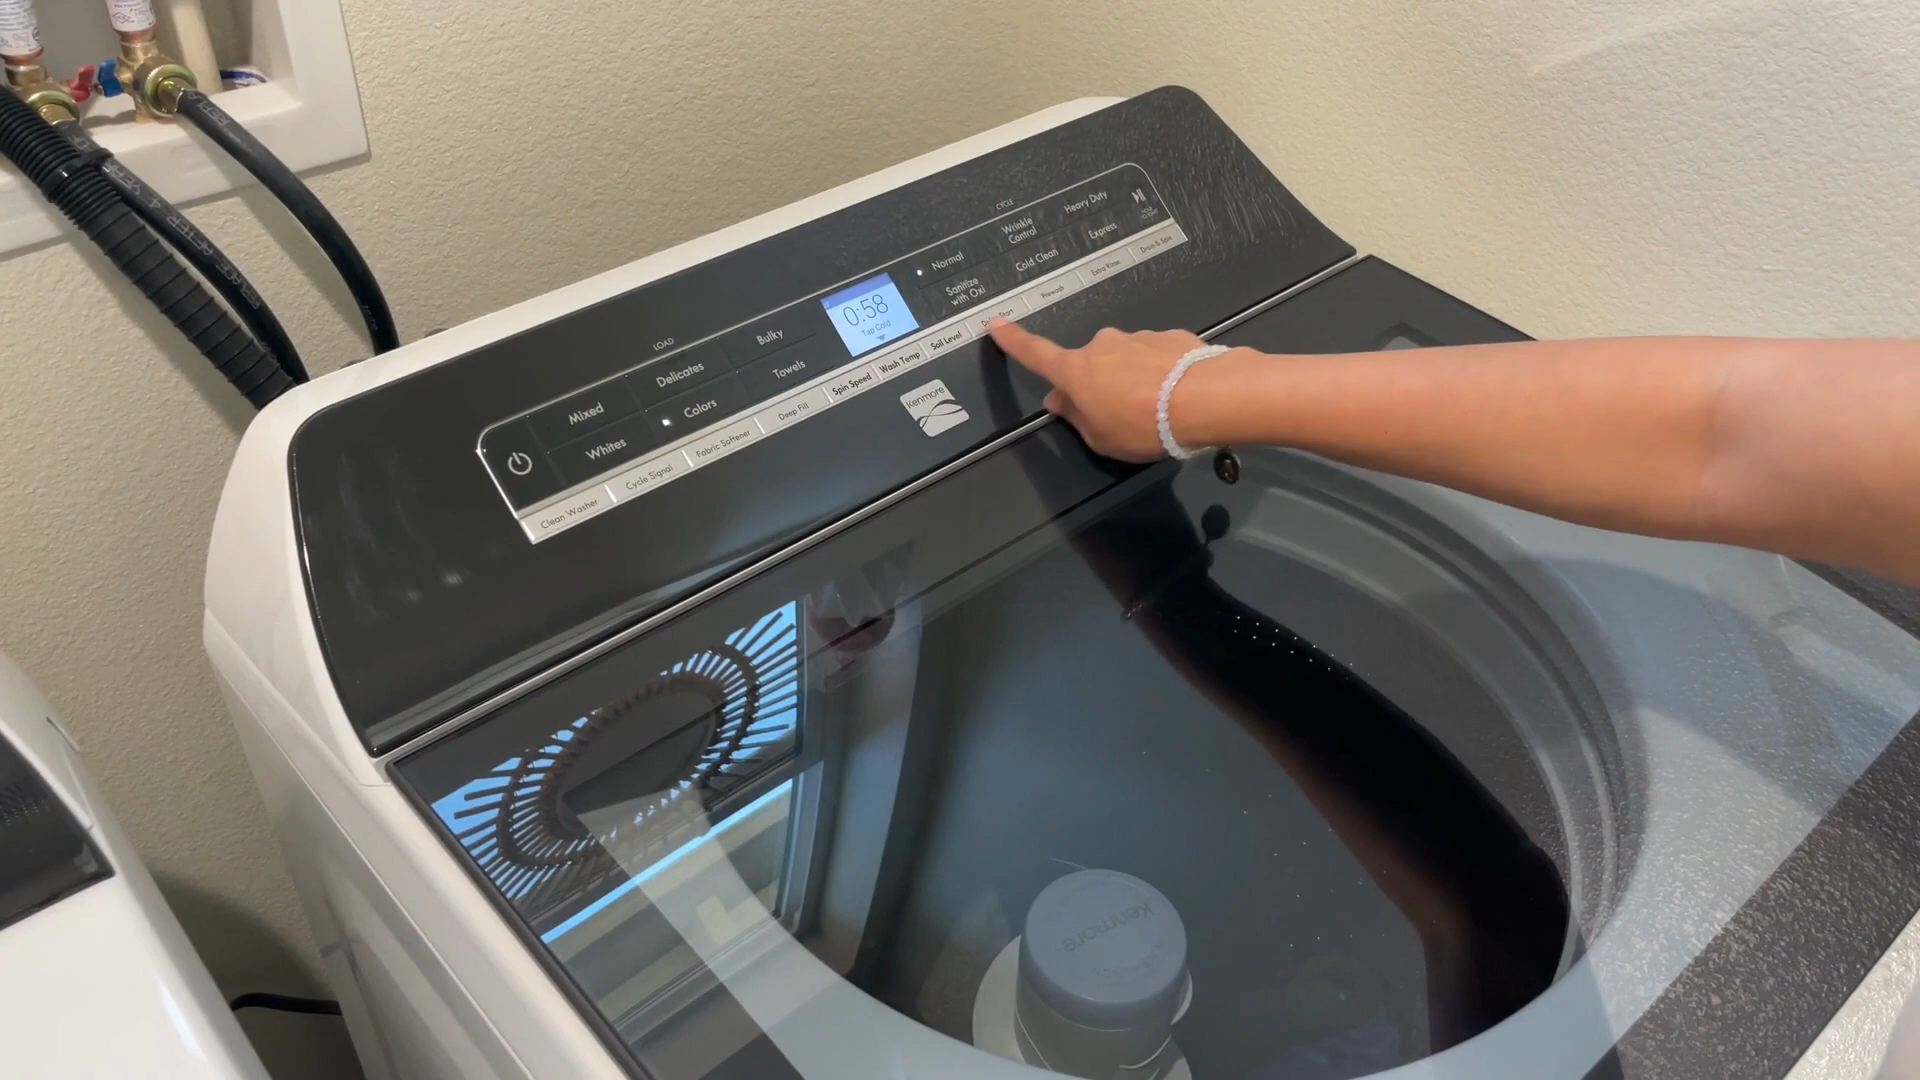 CYCLE
Normal
Wrinkle
Control
Heavy Duty
Sanitize
with Oxi
Cold Clean
Express
LOAD
Mixed
Delicates
Bulky
Whites
Colors
Towels
0:58
Tap Cold
Clean Washer
Cycle Signal
Fabric Softener
Deep Fill
Spin Speed
Wash Temp
Soil Level
Prewash
Extra Rinse
Drain & Spin
Kenmore
Kenmore